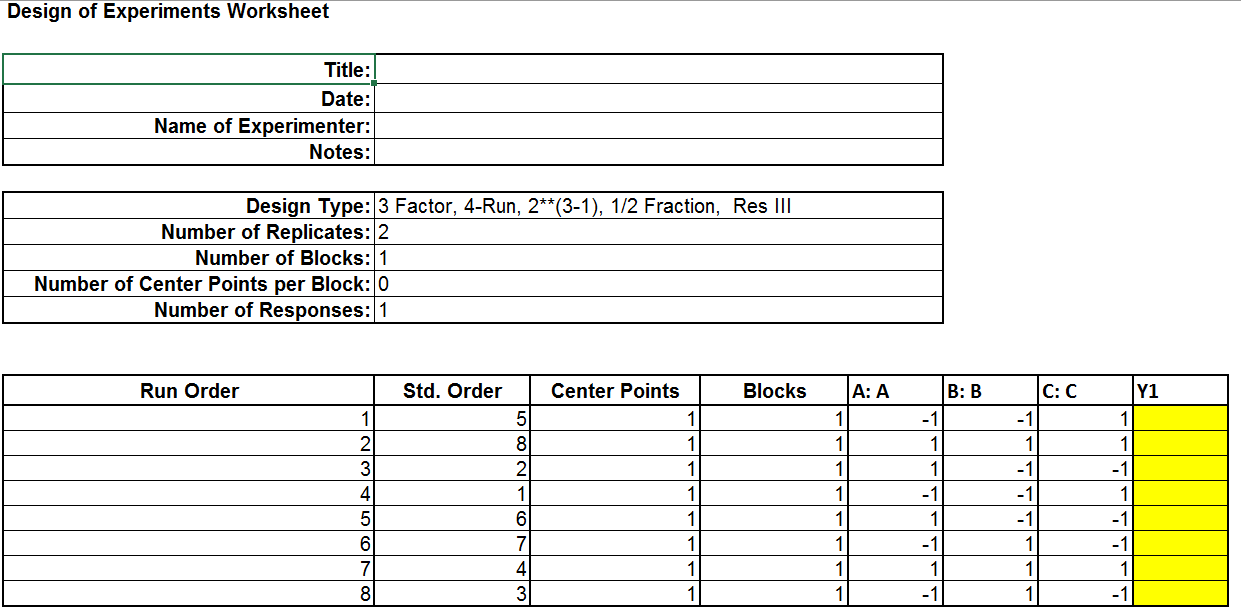 Design of Experiments Worksheet
Title:
Date:
Name of Experimenter:
Notes:
Design Type: 3 Factor, 4-Run, 2**(3-1), 1/2 Fraction, Res III
Number of Replicates: 2
Number of Blocks: 1
Number of Center Points per Block: 0
Number of Responses: 1
Run Order Std. Order Center Points Blocks A: A B: B C: C Y1
1 5 1 1 -1 -1 1
2 8 1 1 1 1 1
3 2 1 1 1 -1 -1
4 1 1 1 -1 -1 1
5 6 1 1 1 -1 -1
6 7 1 1 -1 1 -1
7 4 1 1 1 1 1
8 3 1 1 -1 1 -1